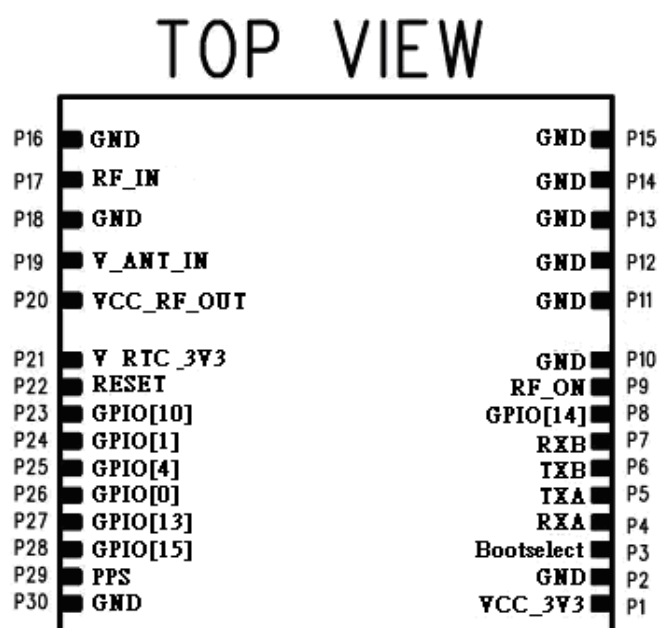 TOP VIEW
P16 GND GND P15
P17 RF_IN GND P14
P18 GND GND P13
P19 V_ANT_IN GND P12
P20 VCC_RF_OUT GND P11
P21 V_RTC_3V3 GND P10
P22 RESET RF_ON P9
P23 GPIO[10] GPIO[14] P8
P24 GPIO[1] RXB P7
P25 GPIO[4] TXB P6
P26 GPIO[0] TXA P5
P27 GPIO[13] RXA P4
P28 GPIO[15] Bootselect P3
P29 PPS GND P2
P30 GND VCC_3V3 P1